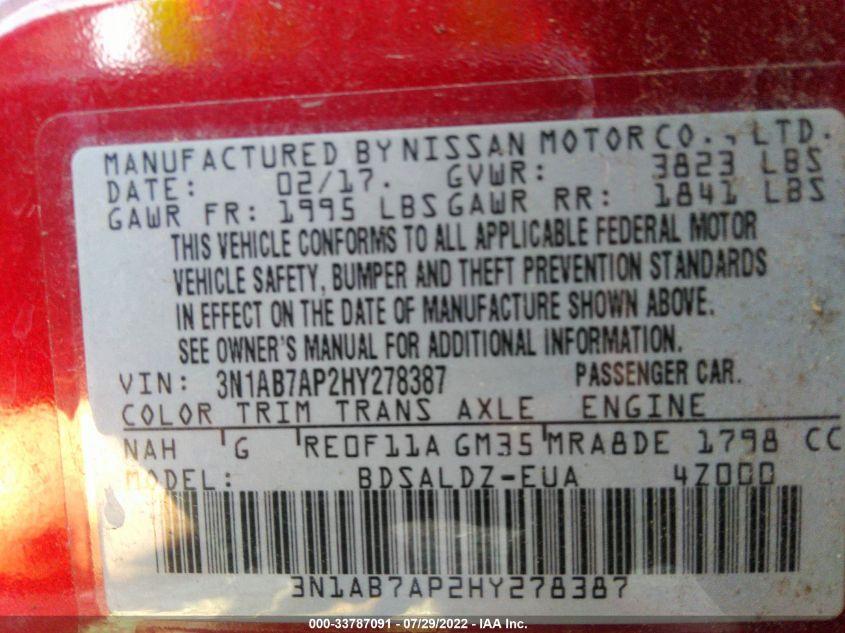 MANUFACTURED BY NISSAN MOTOR CO., LTD.
DATE: 02/17. GVWR: 3823 LBS
GAWR FR: 1995 LBS GAWR RR: 1841 LBS
THIS VEHICLE CONFORMS TO ALL APPLICABLE FEDERAL MOTOR
VEHICLE SAFETY, BUMPER AND THEFT PREVENTION STANDARDS
IN EFFECT ON THE DATE OF MANUFACTURE SHOWN ABOVE.
SEE OWNER'S MANUAL FOR ADDITIONAL INFORMATION.
VIN: 3N1AB7AP2HY278387 PASSENGER CAR.
COLOR TRIM TRANS AXLE ENGINE
NAH G RE0F11A GM35 MRA8DE 1798 CC
MODEL: BDSALDZ-EUA 4Z000
3N1AB7AP2HY278387
000-33787091 - 07/29/2022 - IAA Inc.